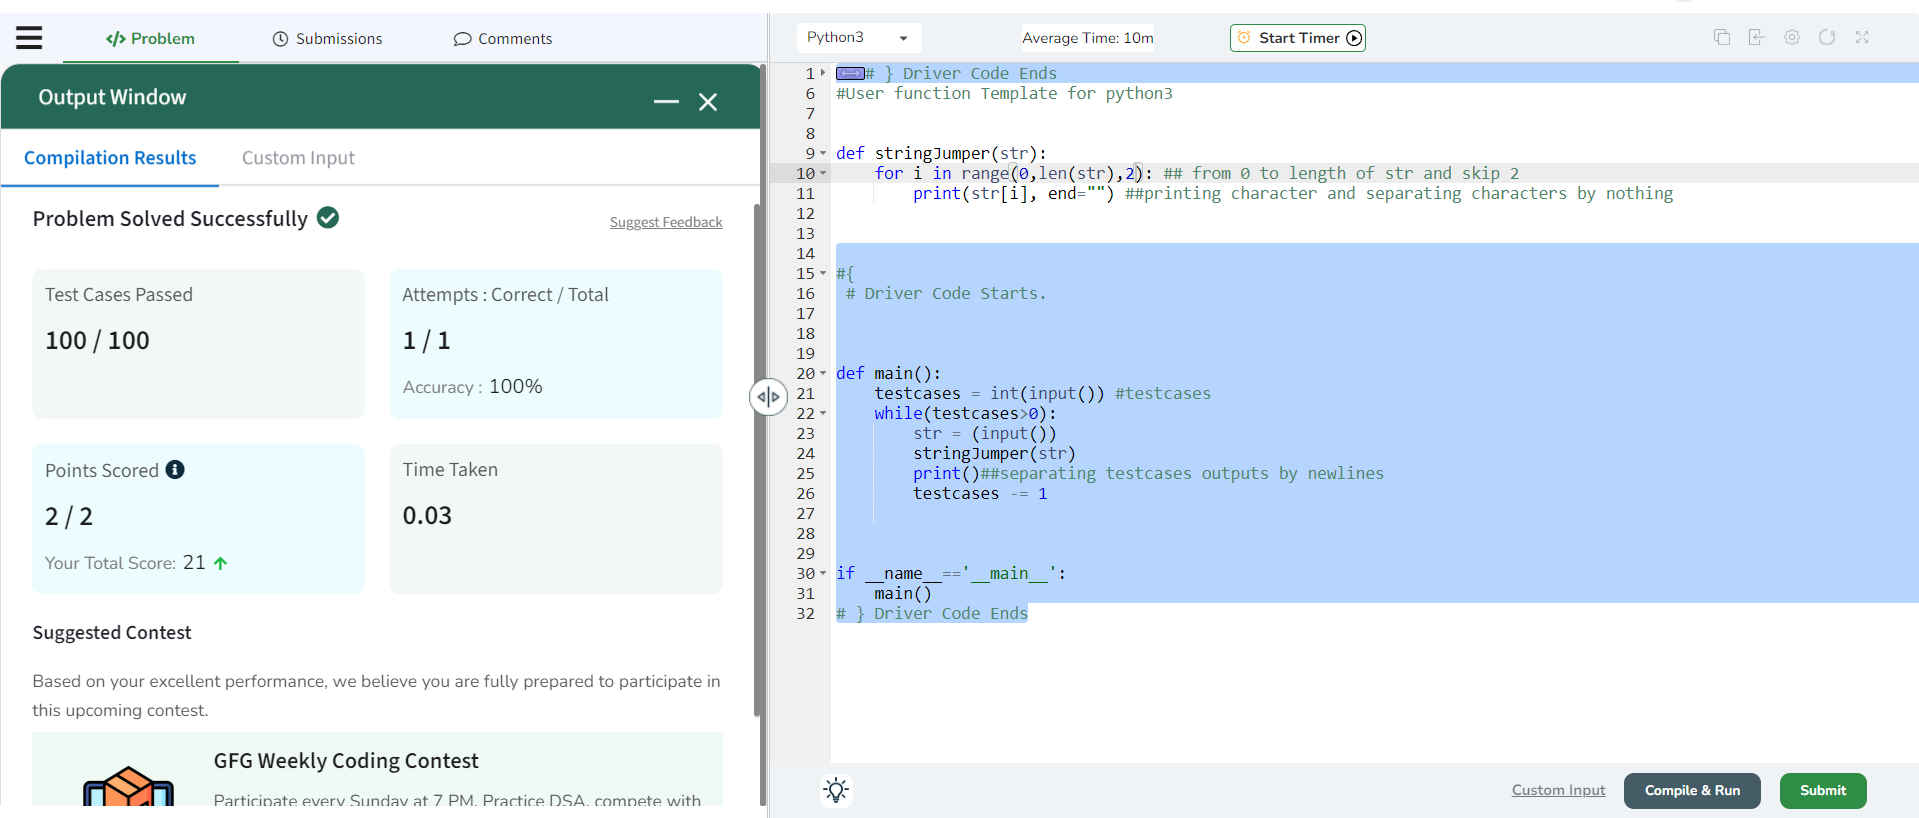 Problem
Submissions
Comments
Output Window
Compilation Results
Custom Input
Problem Solved Successfully
Suggest Feedback
Test Cases Passed
100 / 100
Attempts : Correct / Total
1 / 1
Accuracy : 100%
Points Scored
2 / 2
Your Total Score: 21
Time Taken
0.03
Suggested Contest
Based on your excellent performance, we believe you are fully prepared to participate in
this upcoming contest.
GFG Weekly Coding Contest
Participate every Sunday at 7 PM. Practice DSA, compete with
Python3
Average Time: 10m
Start Timer
1 # } Driver Code Ends
6 #User function Template for python3
7
8
9 def stringJumper(str):
10 for i in range(0,len(str),2): ## from 0 to length of str and skip 2
11 print(str[i], end="") ##printing character and separating characters by nothing
12
13
14
15 #{
16 # Driver Code Starts.
17
18
19
20 def main():
21 testcases = int(input()) #testcases
22 while(testcases>0):
23 str = (input())
24 stringJumper(str)
25 print()##separating testcases outputs by newlines
26 testcases -= 1
27
28
29
30 if __name__=='__main__':
31 main()
32 # } Driver Code Ends
Custom Input
Compile & Run
Submit